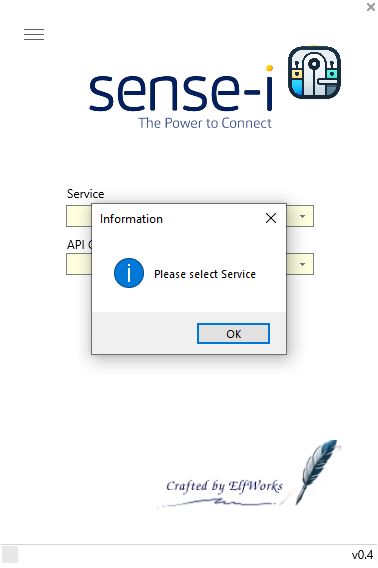 sense-i
The Power to Connect
Service
Information
API
Please select Service
OK
Crafted by ElfWorks
v0.4